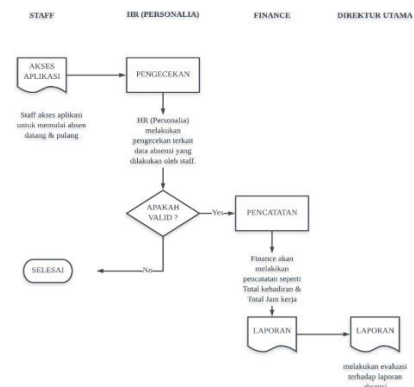 STAFF
HR (PERSONALIA)
FINANCE
DIREKTUR UTAMA
AKSES
APLIKASI
PENGECEKAN
Staff akses aplikasi
untuk memulai absen
datang & pulang
HR (Personalia)
melakukan
pengecekan terkait
data absensi yang
dilakukan oleh staff.
APAKAH
VALID ?
Yes
PENCATATAN
No
SELESAI
Finance akan
melakikan
pencatatan seperti
Total kehadiran &
Total Jam kerja
LAPORAN
LAPORAN
melakukan evaluasi
terhadap laporan
absensi